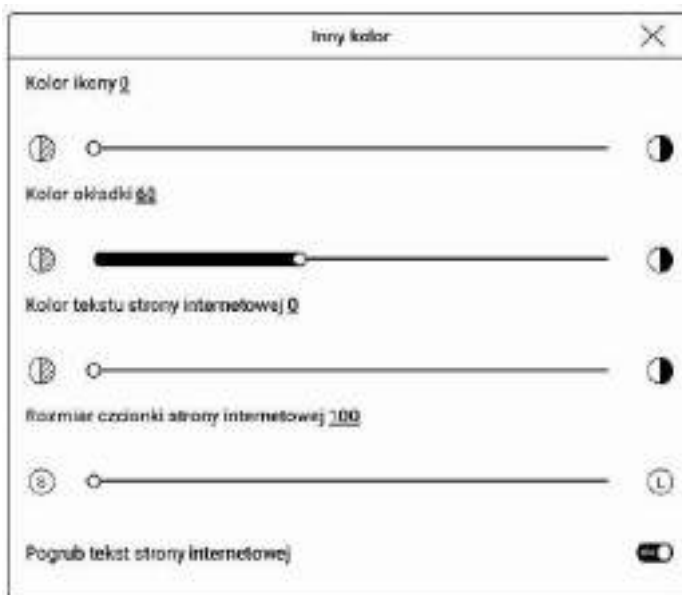 Inny kolor
Kolor ikony 0
Kolor okładki 60
Kolor tekstu strony internetowej 0
Rozmiar czcionki strony internetowej 100
S L
Pogrub tekst strony internetowej